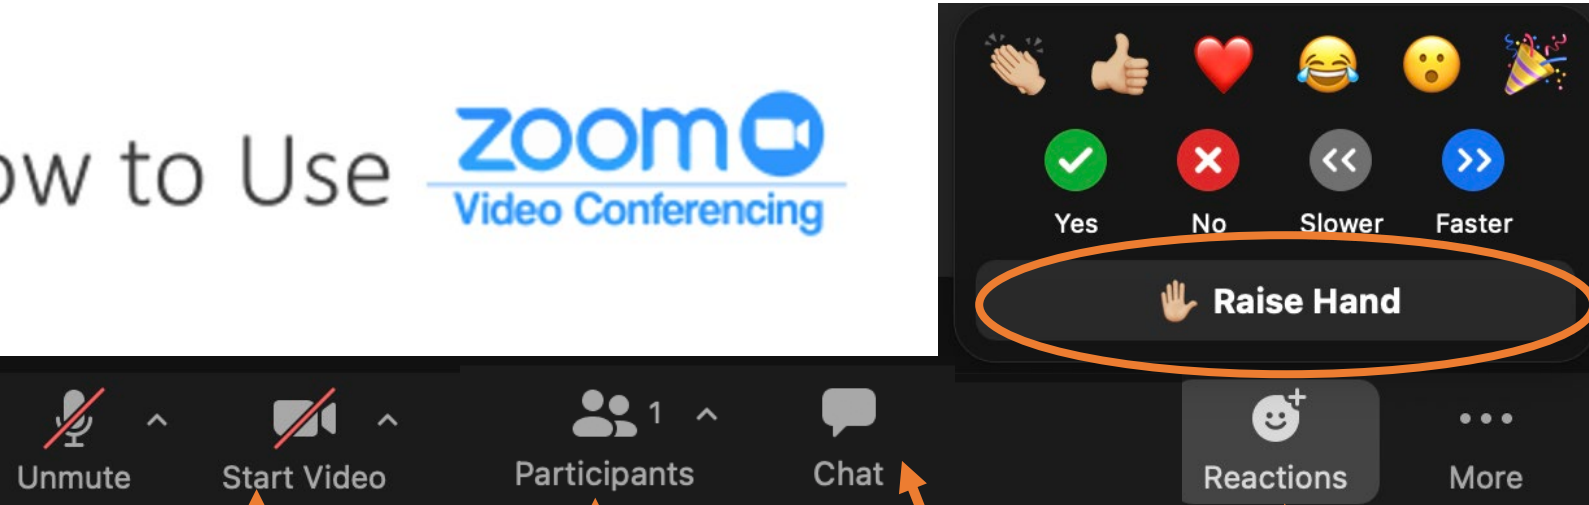 ow to Use
zoom
Video Conferencing
Yes No Slower Faster
Raise Hand
1
Unmute Start Video Participants Chat Reactions More